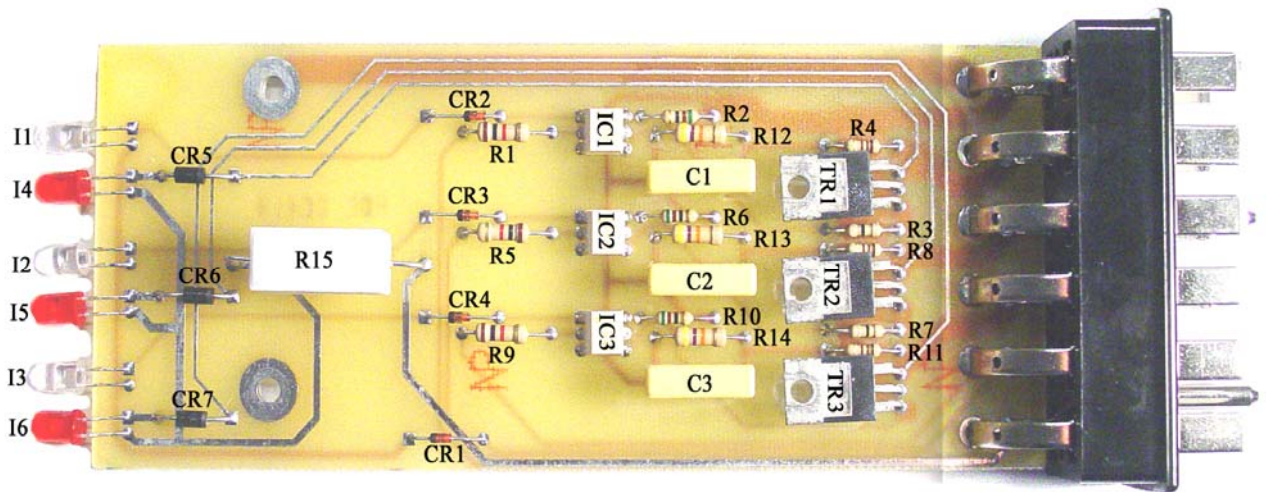 CR2
IC1
R2
I1
R1
R12
R4
CR5
I4
C1
TR1
CR3
R6
R3
IC2
R5
R13
R8
I2
R15
CR6
C2
TR2
I5
CR4
R10
R7
IC3
R9
R14
R11
I3
C3
TR3
CR7
I6
CR1